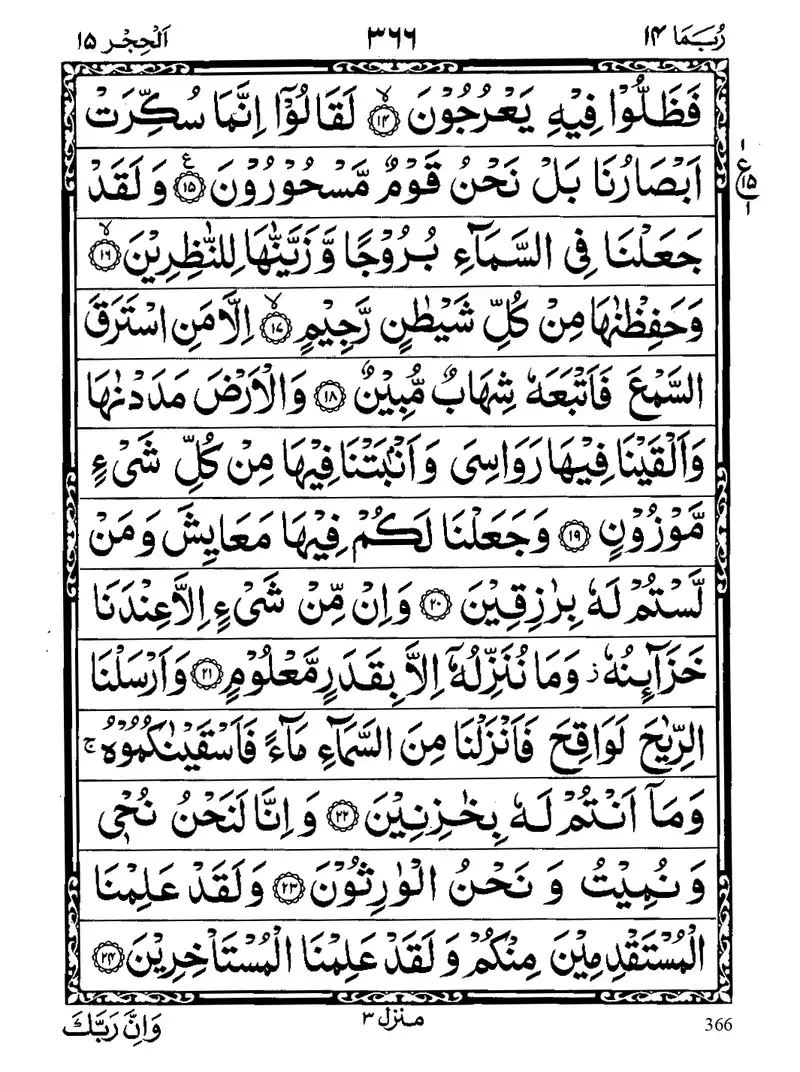 رُبَمَا ١٤ ٣٦٦ اَلْحِجْر ١٥
فَظَلُّوْا فِيْهِ يَعْرُجُوْنَ ۙ﴿١٤﴾ لَقَالُوْۤا اِنَّمَا سُكِّرَتْ
اَبْصَارُنَا بَلْ نَحْنُ قَوْمٌ مَّسْحُوْرُوْنَ ﴿١٥﴾ ع وَ لَقَدْ
١ ع ١٥ ١
جَعَلْنَا فِی السَّمَآءِ بُرُوْجًا وَّ زَيَّنّٰهَا لِلنّٰظِرِيْنَ ۙ﴿١٦﴾
وَحَفِظْنٰهَا مِنْ كُلِّ شَيْطٰنٍ رَّجِيْمٍ ۙ﴿١٧﴾ اِلَّا مَنِ اسْتَرَقَ
السَّمْعَ فَاَتْبَعَهٗ شِهَابٌ مُّبِيْنٌ ﴿١٨﴾ وَالْاَرْضَ مَدَدْنٰهَا
وَاَلْقَيْنَا فِيْهَا رَوَاسِیَ وَ اَنْۢبَتْنَا فِيْهَا مِنْ كُلِّ شَیْءٍ
مَّوْزُوْنٍ ﴿١٩﴾ وَجَعَلْنَا لَكُمْ فِيْهَا مَعَايِشَ وَ مَنْ
لَّسْتُمْ لَهٗ بِرٰزِقِيْنَ ﴿٢٠﴾ وَ اِنْ مِّنْ شَیْءٍ اِلَّا عِنْدَنَا
خَزَآئِنُهٗ ز وَمَا نُنَزِّلُهٗۤ اِلَّا بِقَدَرٍ مَّعْلُوْمٍ ﴿٢١﴾ وَاَرْسَلْنَا
الرِّيٰحَ لَوَاقِحَ فَاَنْزَلْنَا مِنَ السَّمَآءِ مَآءً فَاَسْقَيْنٰكُمُوْهُ ۚ
وَمَاۤ اَنْتُمْ لَهٗ بِخٰزِنِيْنَ ﴿٢٢﴾ وَ اِنَّا لَنَحْنُ نُحْیٖ
وَ نُمِيْتُ وَ نَحْنُ الْوٰرِثُوْنَ ﴿٢٣﴾ وَ لَقَدْ عَلِمْنَا
الْمُسْتَقْدِمِيْنَ مِنْكُمْ وَ لَقَدْ عَلِمْنَا الْمُسْتَاْخِرِيْنَ ﴿٢٤﴾
منزل ٣
وَاِنَّ رَبَّكَ
366